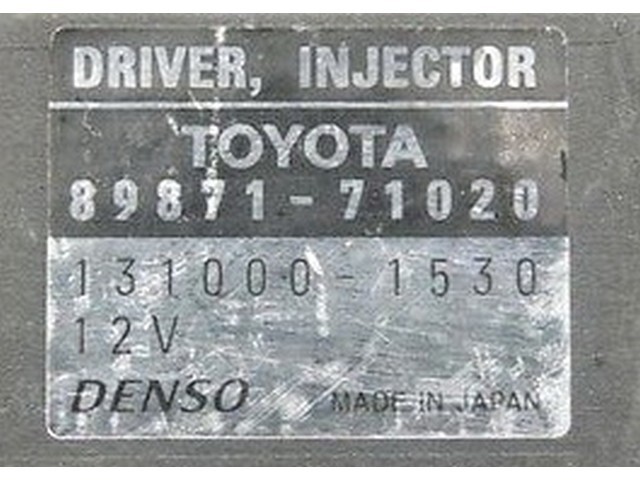 DRIVER, INJECTOR
TOYOTA
89871-71020
131000-1530
12V
DENSO MADE IN JAPAN